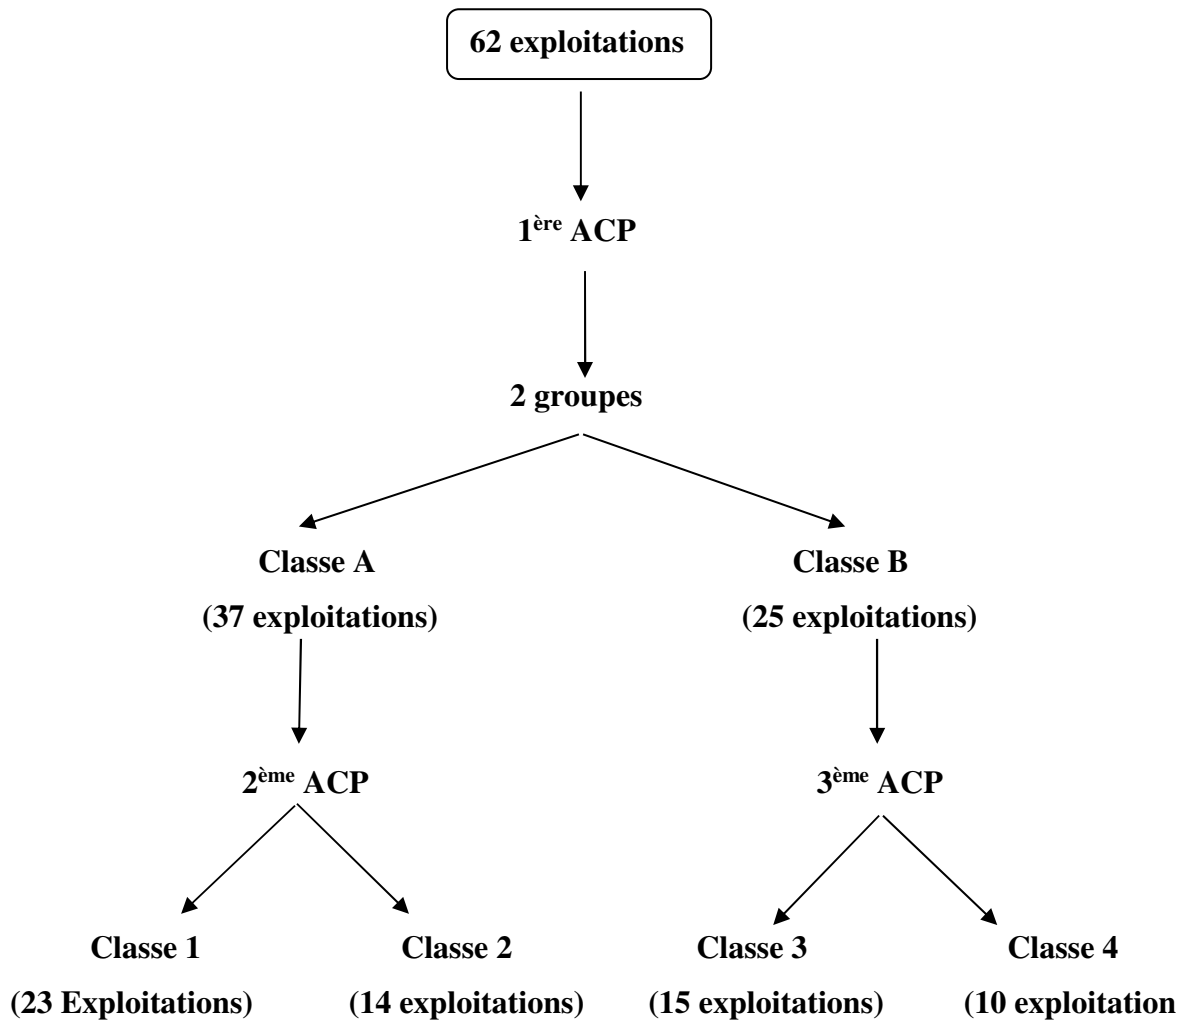 62 exploitations
1ère ACP
2 groupes
Classe A
Classe B
(37 exploitations)
(25 exploitations)
2ème ACP
3ème ACP
Classe 1
Classe 2
Classe 3
Classe 4
(23 Exploitations)
(14 exploitations)
(15 exploitations)
(10 exploitation